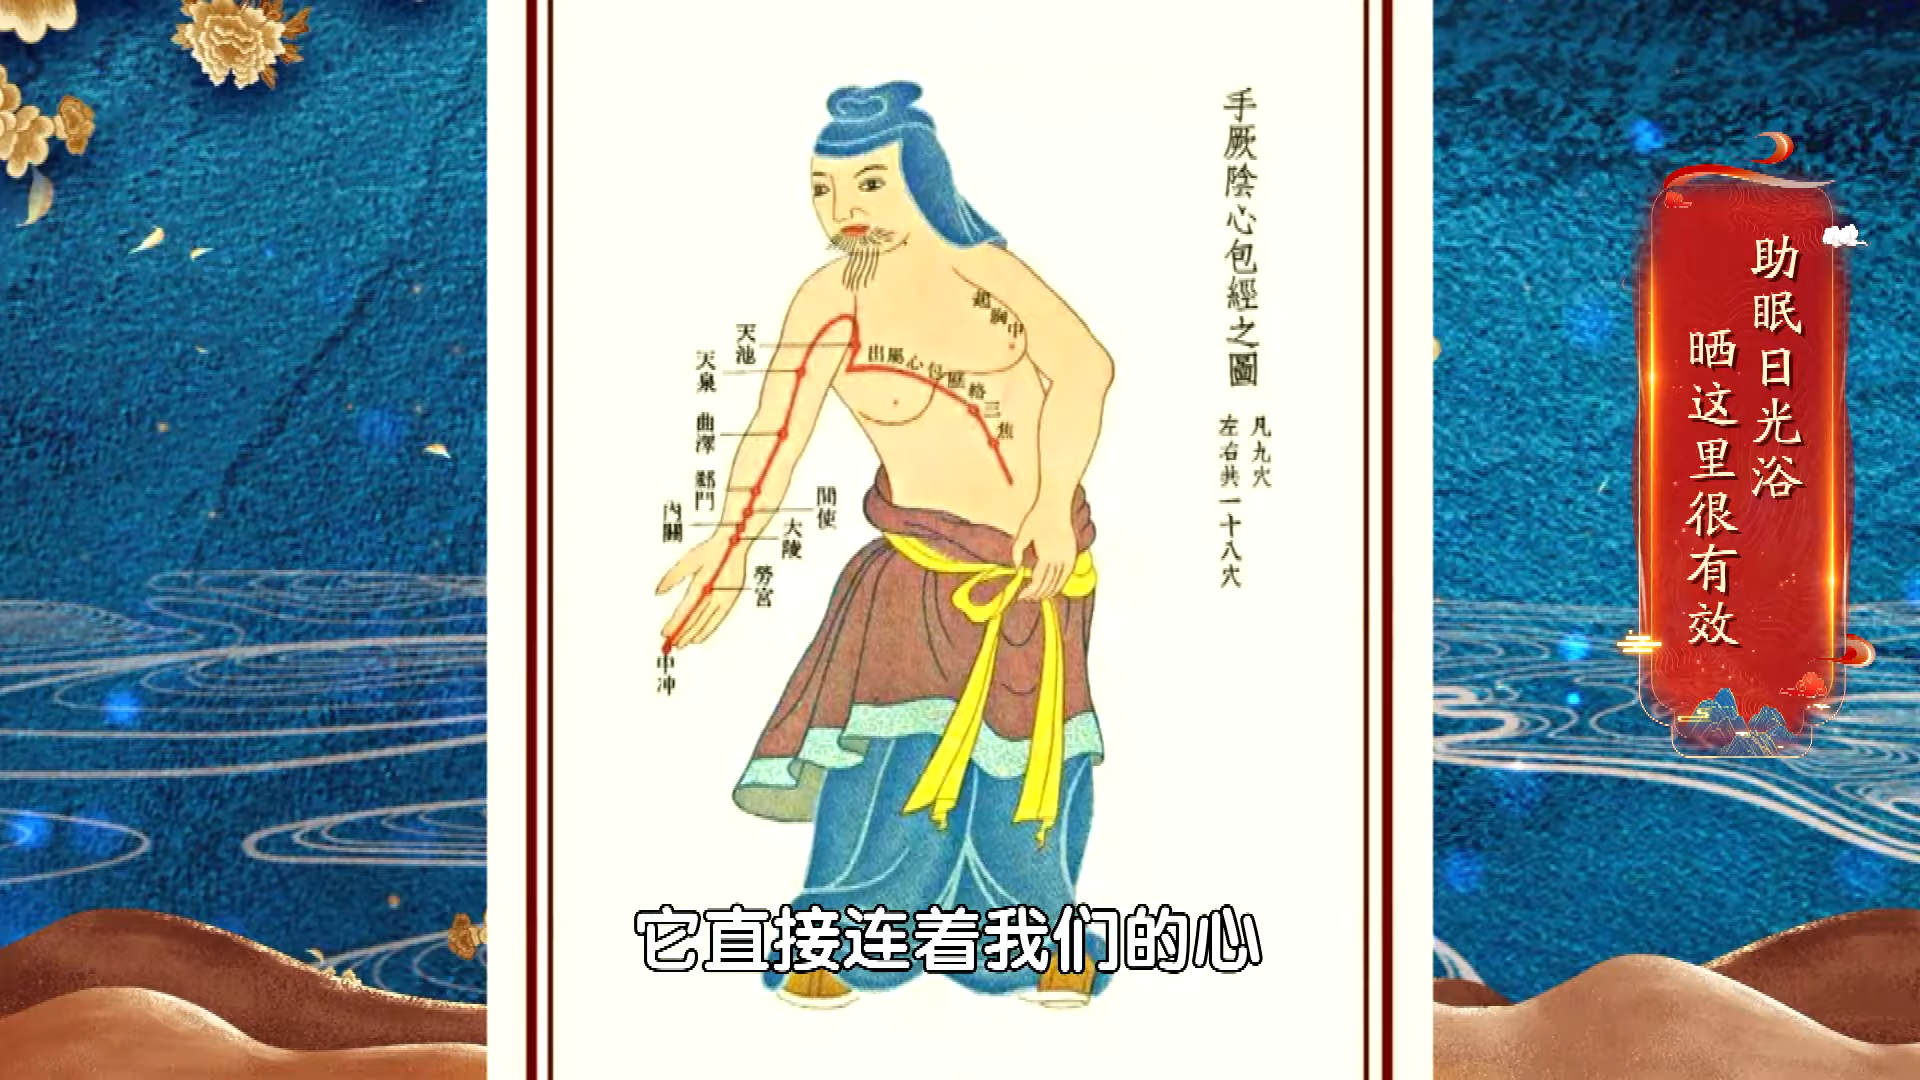 手厥陰心包經之圖
凡九穴
左右共一十八穴
起胸中
出屬心包歷絡三焦
天池
天泉
曲澤
郄門
間使
內關
大陵
勞宮
中冲
助眠日光浴
晒这里很有效
它直接连着我们的心